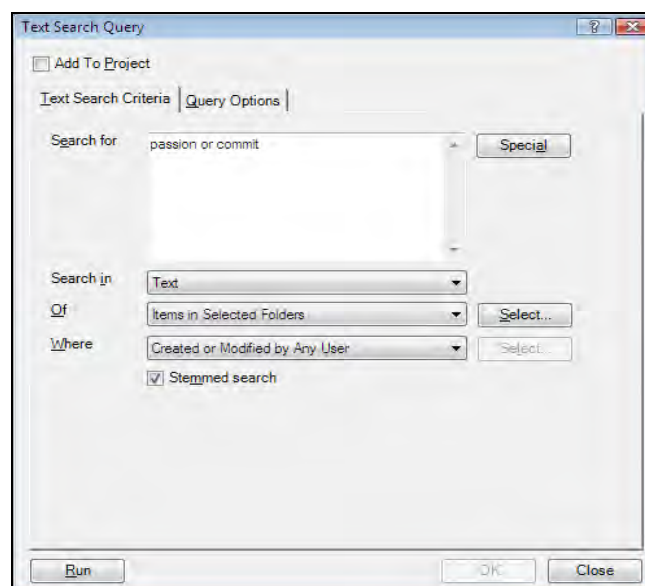 Text Search Query
Add To Project
Text Search Criteria Query Options
Search for passion or commit Special
Search in Text
Of Items in Selected Folders Select...
Where Created or Modified by Any User Select...
Stemmed search
Run OK Close